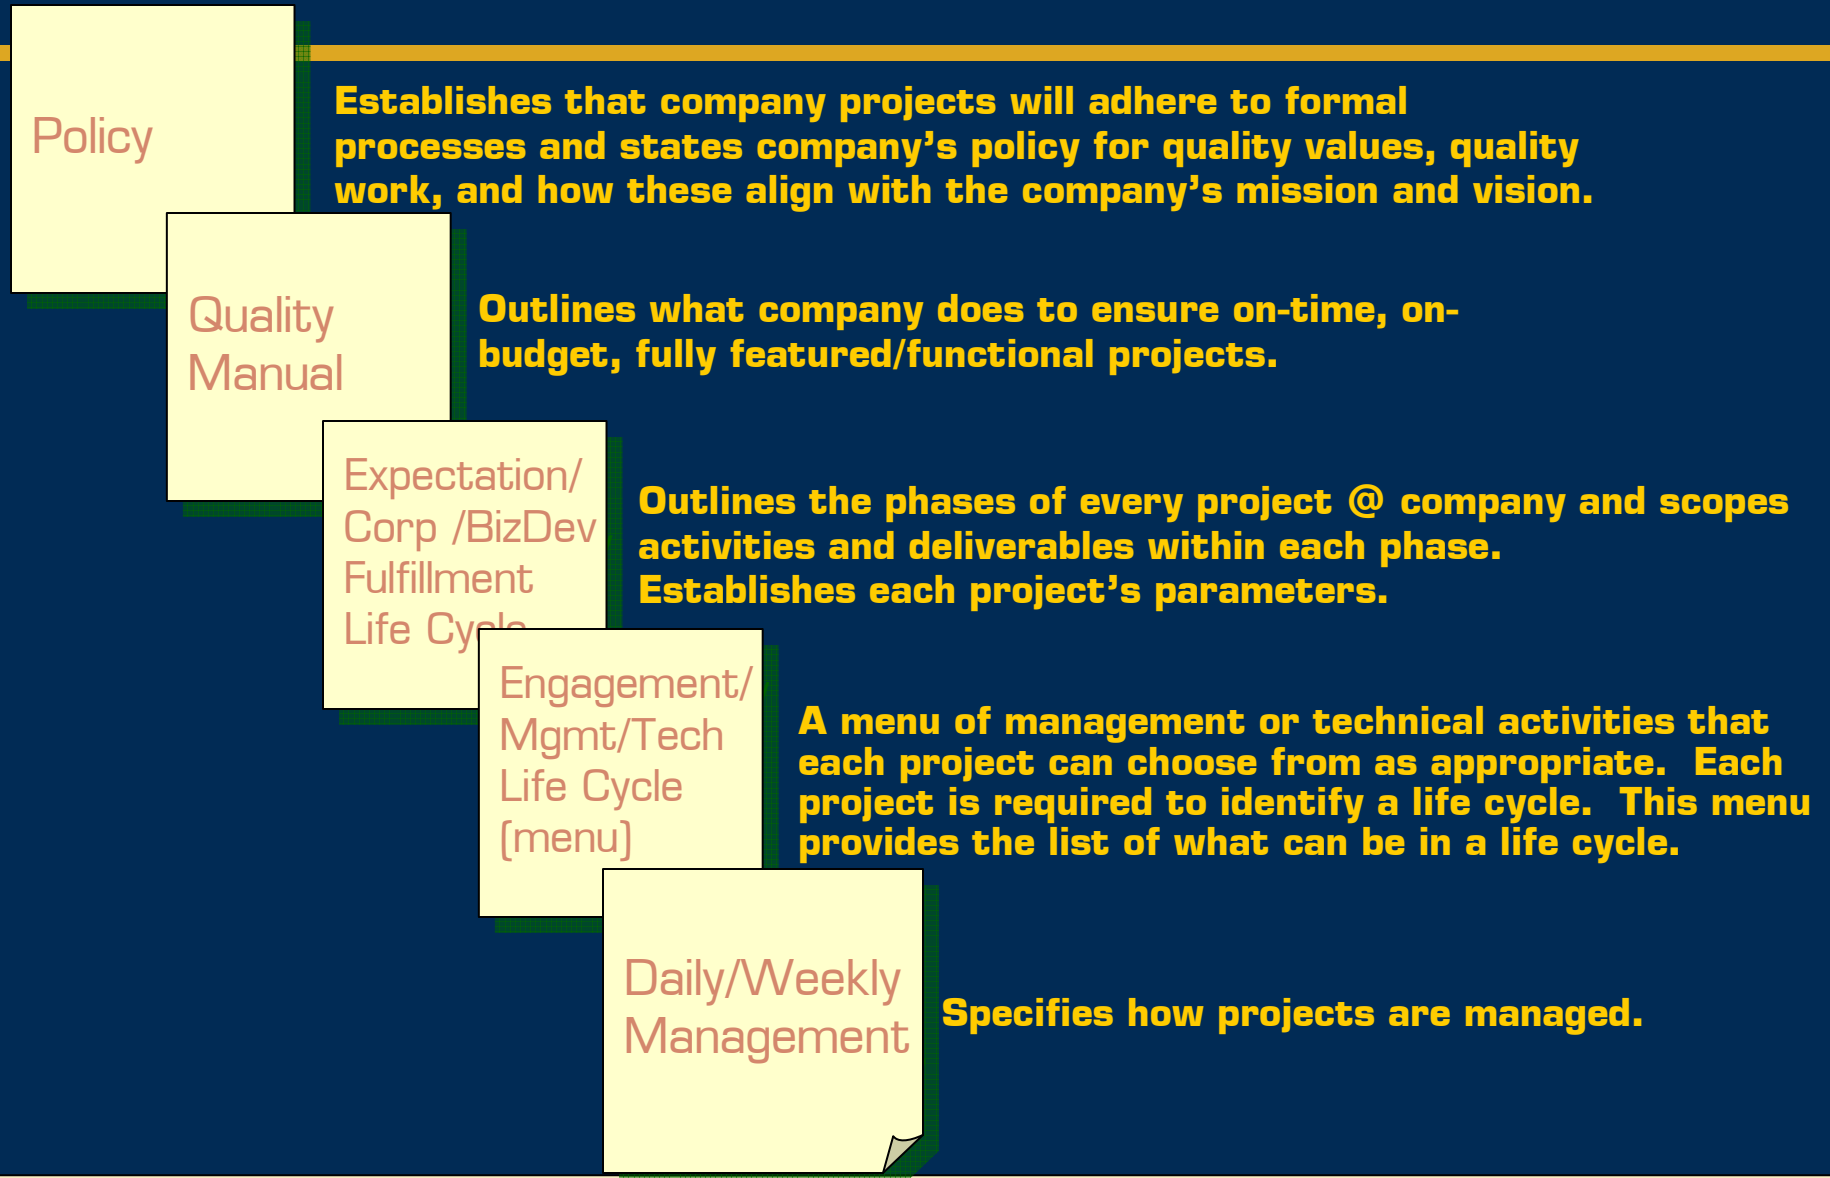 Policy
Establishes that company projects will adhere to formal
processes and states company’s policy for quality values, quality
work, and how these align with the company’s mission and vision.
Quality
Manual
Outlines what company does to ensure on-time, on-
budget, fully featured/functional projects.
Expectation/
Corp /BizDev
Fulfillment
Life Cycle
Outlines the phases of every project @ company and scopes
activities and deliverables within each phase.
Establishes each project’s parameters.
Engagement/
Mgmt/Tech
Life Cycle
(menu)
A menu of management or technical activities that
each project can choose from as appropriate.  Each
project is required to identify a life cycle.  This menu
provides the list of what can be in a life cycle.
Daily/Weekly
Management
Specifies how projects are managed.